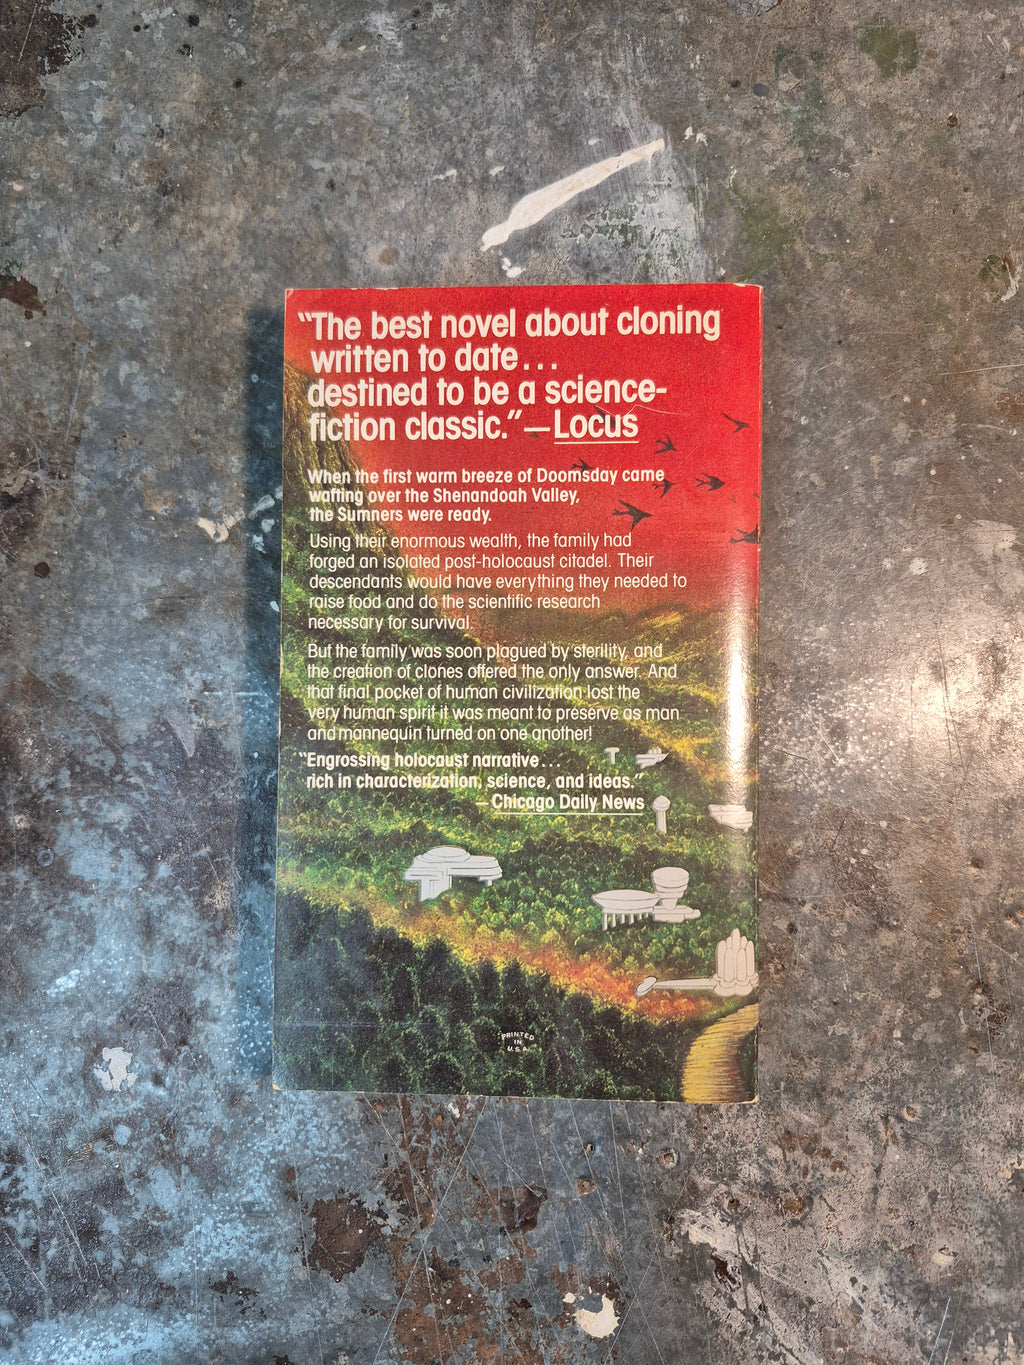 "The best novel about cloning
written to date...
destined to be a science-
fiction classic."—Locus
When the first warm breeze of Doomsday came
wafting over the Shenandoah Valley,
the Sumners were ready.
Using their enormous wealth, the family had
forged an isolated post-holocaust citadel. Their
descendants would have everything they needed to
raise food and do the scientific research
necessary for survival.
But the family was soon plagued by sterility, and
the creation of clones offered the only answer. And
that final pocket of human civilization lost the
very human spirit it was meant to preserve as man
and mannequin turned on one another!
"Engrossing holocaust narrative...
rich in characterization, science, and ideas."
—Chicago Daily News
PRINTED
IN
U.S.A.